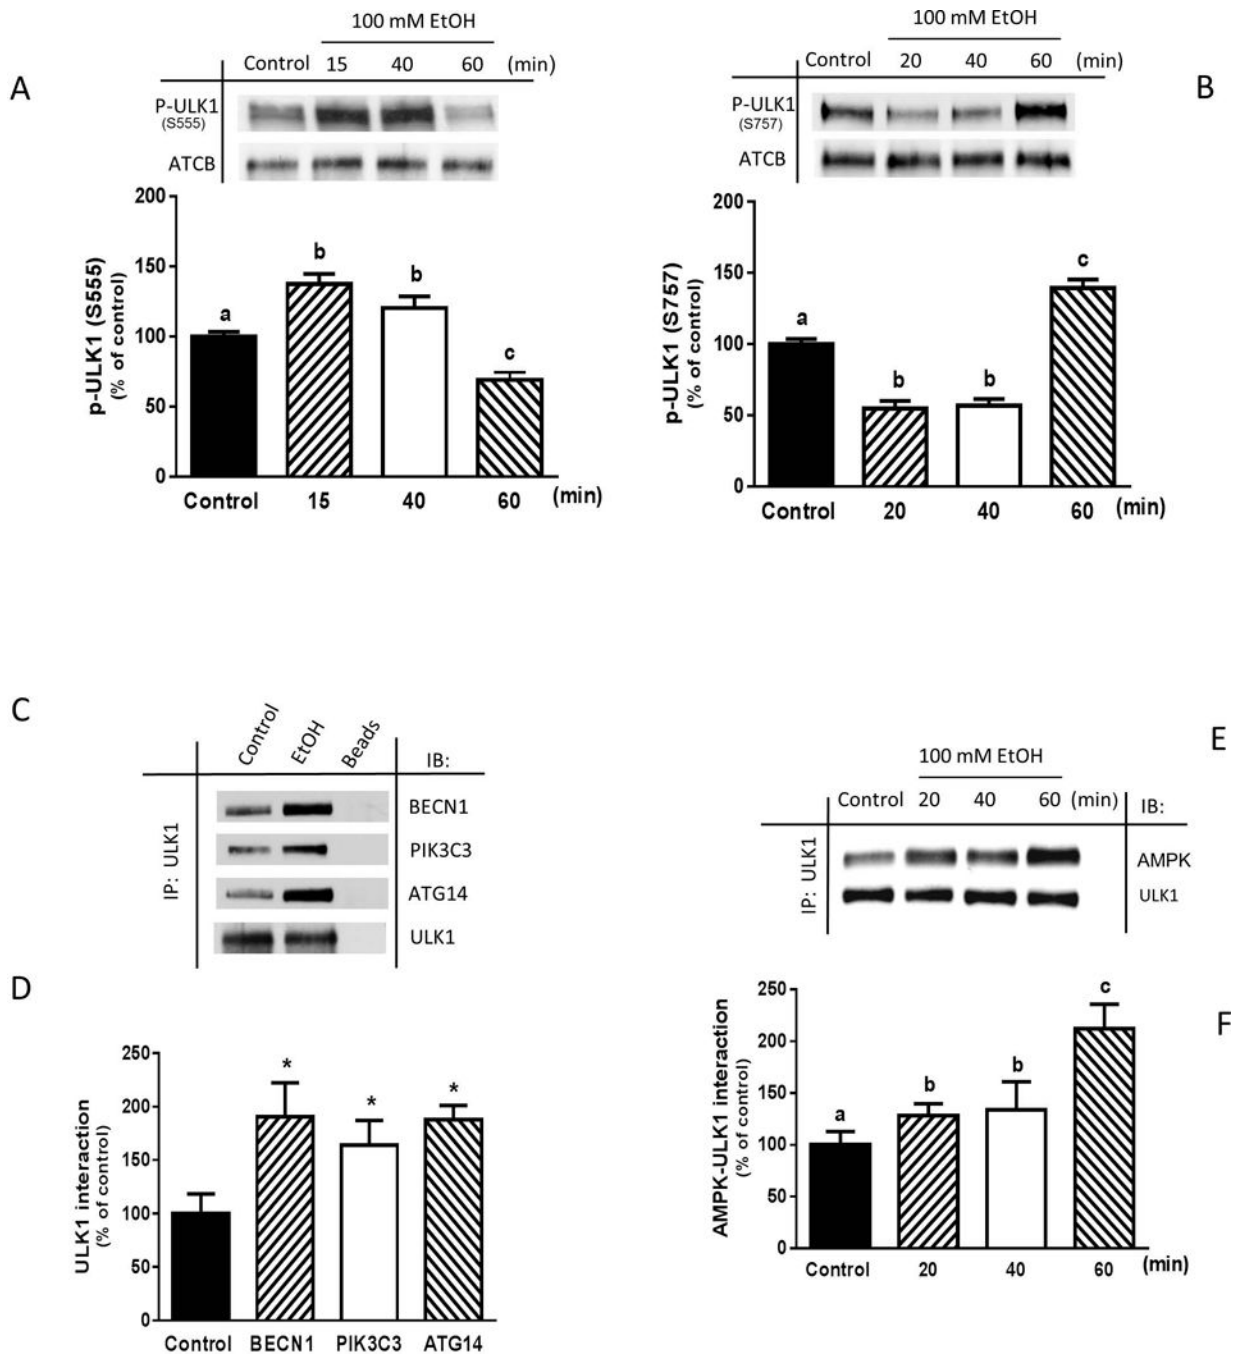 A
100 mM EtOH
Control 15 40 60 (min)
P-ULK1
(S555)
ATCB
p-ULK1 (S555)
(% of control)
200
150
100
50
0
a
b
b
c
Control 15 40 60 (min)
B
100 mM EtOH
Control 20 40 60 (min)
P-ULK1
(S757)
ATCB
p-ULK1 (S757)
(% of control)
200
150
100
50
0
a
b
b
c
Control 20 40 60 (min)
C
Control EtOH Beads IB:
IP: ULK1
BECN1
PIK3C3
ATG14
ULK1
D
ULK1 interaction
(% of control)
250
200
150
100
50
0
*
*
*
Control BECN1 PIK3C3 ATG14
E
100 mM EtOH
Control 20 40 60 (min) IB:
IP: ULK1
AMPK
ULK1
F
AMPK-ULK1 interaction
(% of control)
250
200
150
100
50
0
a
b
b
c
Control 20 40 60 (min)